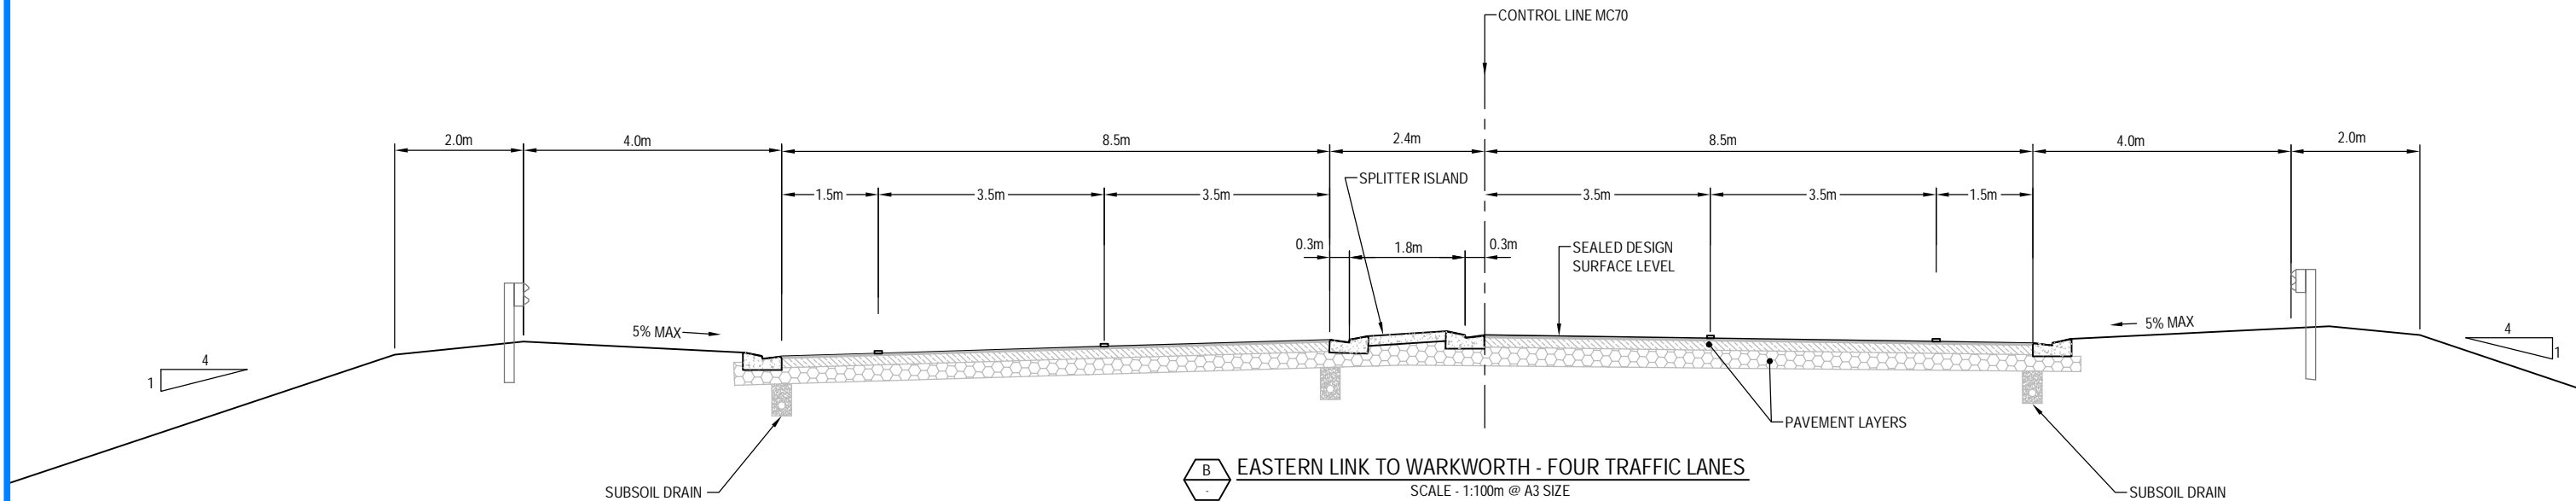 CONTROL LINE MC70
2.0m
4.0m
8.5m
2.4m
8.5m
4.0m
2.0m
1.5m
3.5m
3.5m
SPLITTER ISLAND
3.5m
3.5m
1.5m
0.3m
1.8m
0.3m
SEALED DESIGN
SURFACE LEVEL
5% MAX
5% MAX
4
1
4
1
PAVEMENT LAYERS
B
-
EASTERN LINK TO WARKWORTH - FOUR TRAFFIC LANES
SCALE - 1:100m @ A3 SIZE
SUBSOIL DRAIN
SUBSOIL DRAIN